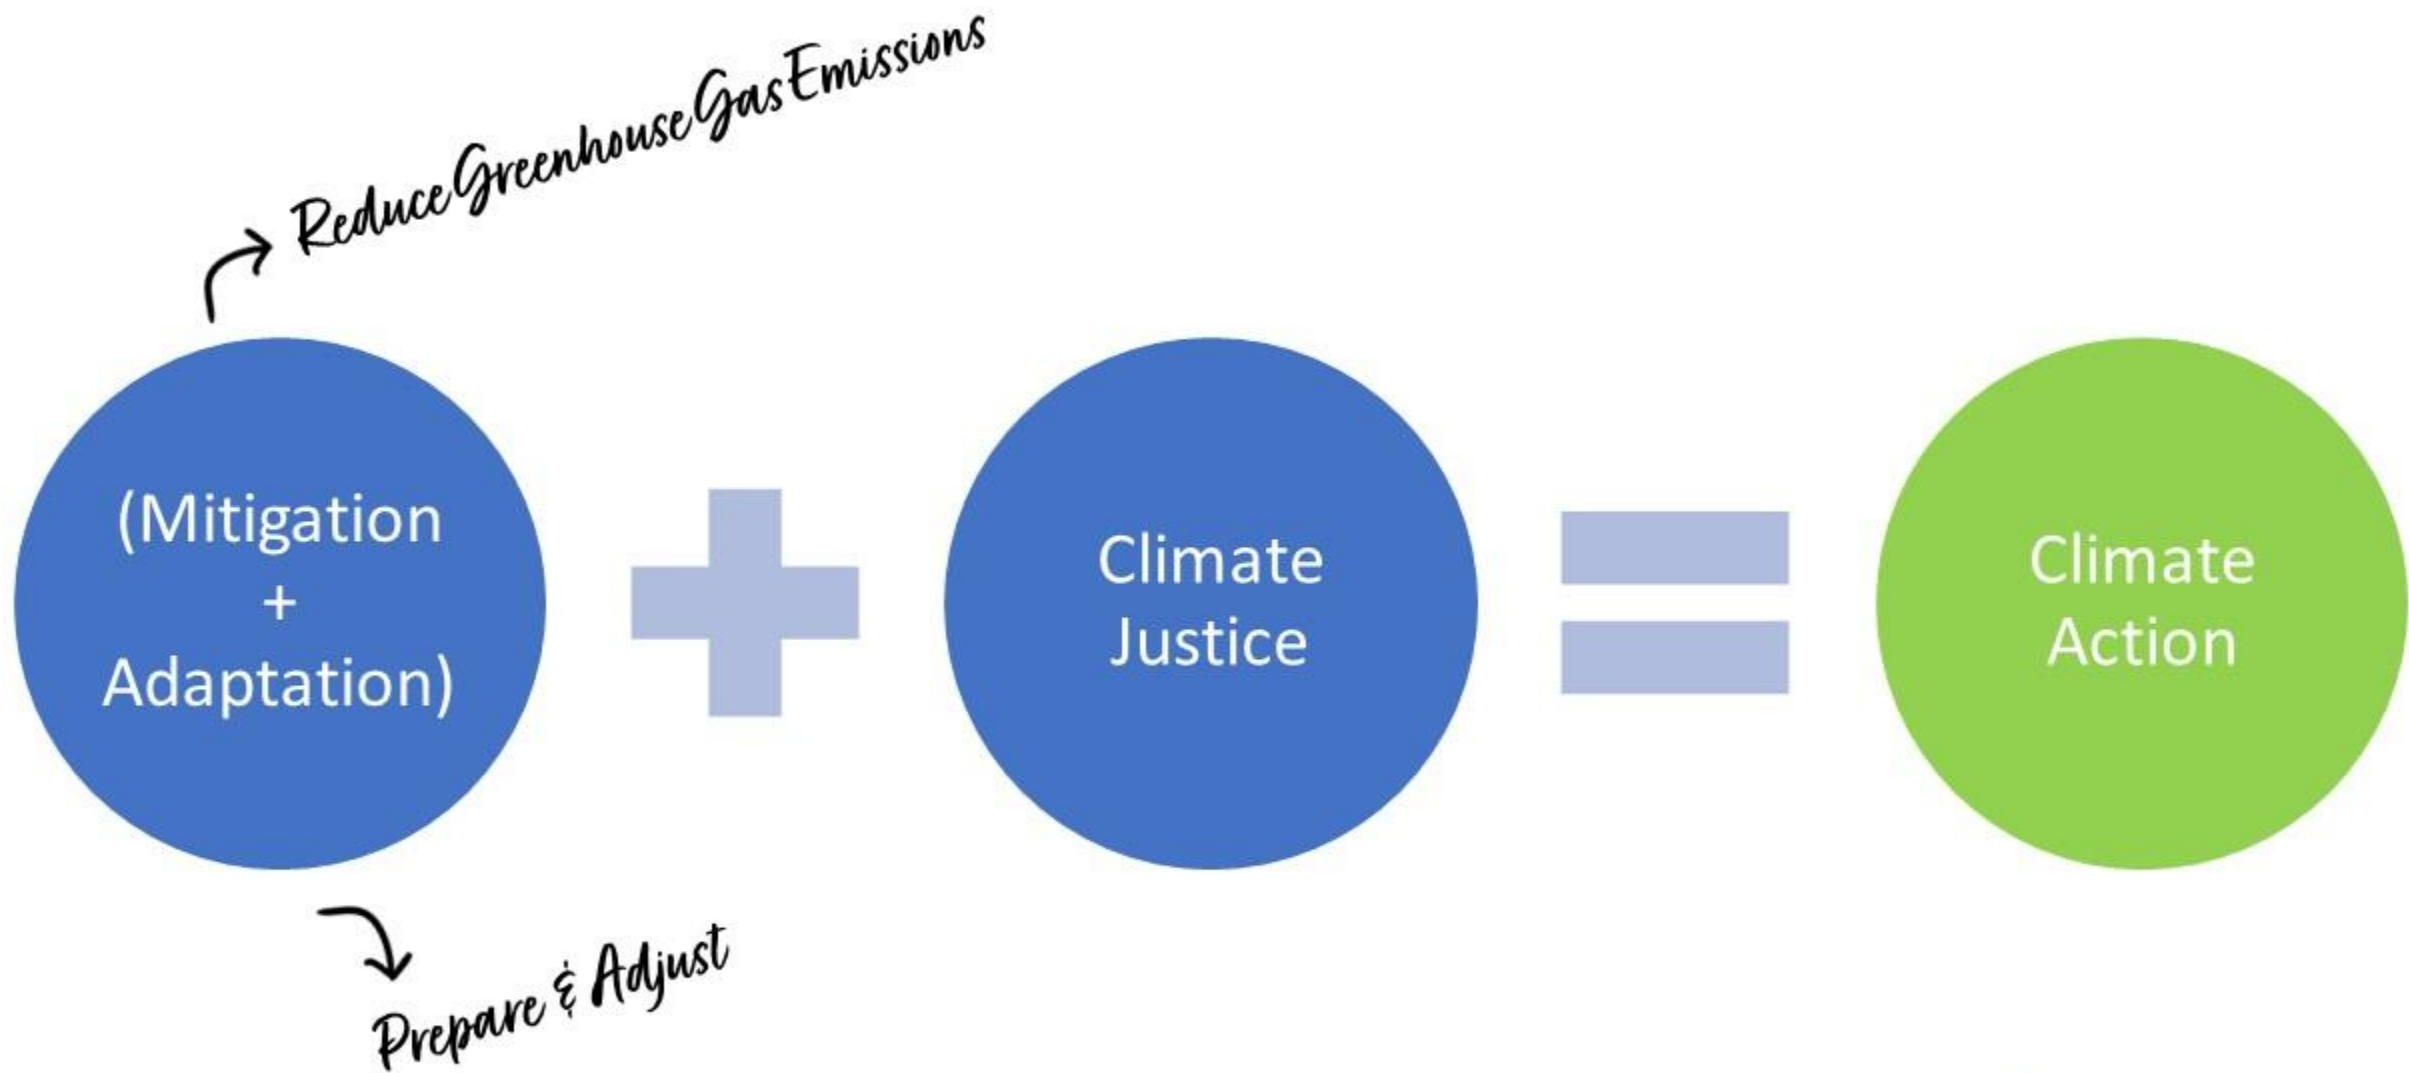 Reduce Greenhouse Gas Emissions
(Mitigation
+
Adaptation)
Climate
Justice
Climate
Action
Prepare & Adjust